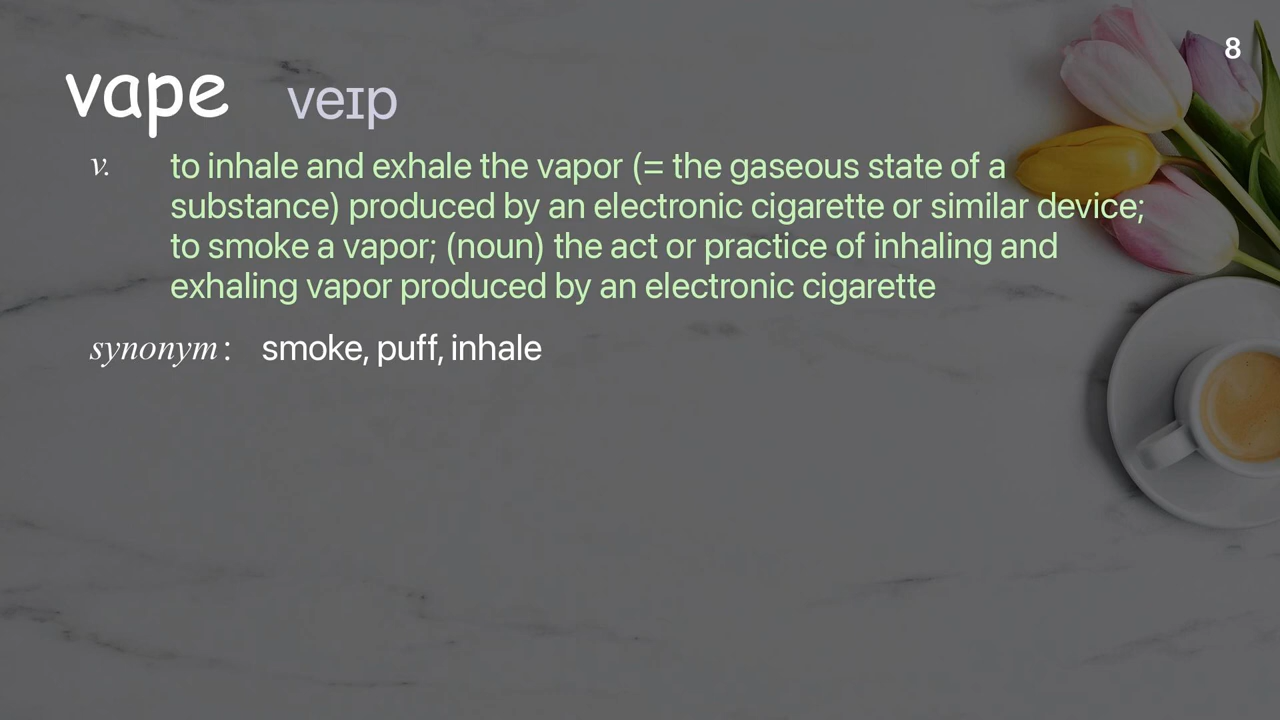 8
vape veɪp
v. to inhale and exhale the vapor (= the gaseous state of a
substance) produced by an electronic cigarette or similar device;
to smoke a vapor; (noun) the act or practice of inhaling and
exhaling vapor produced by an electronic cigarette
synonym: smoke, puff, inhale